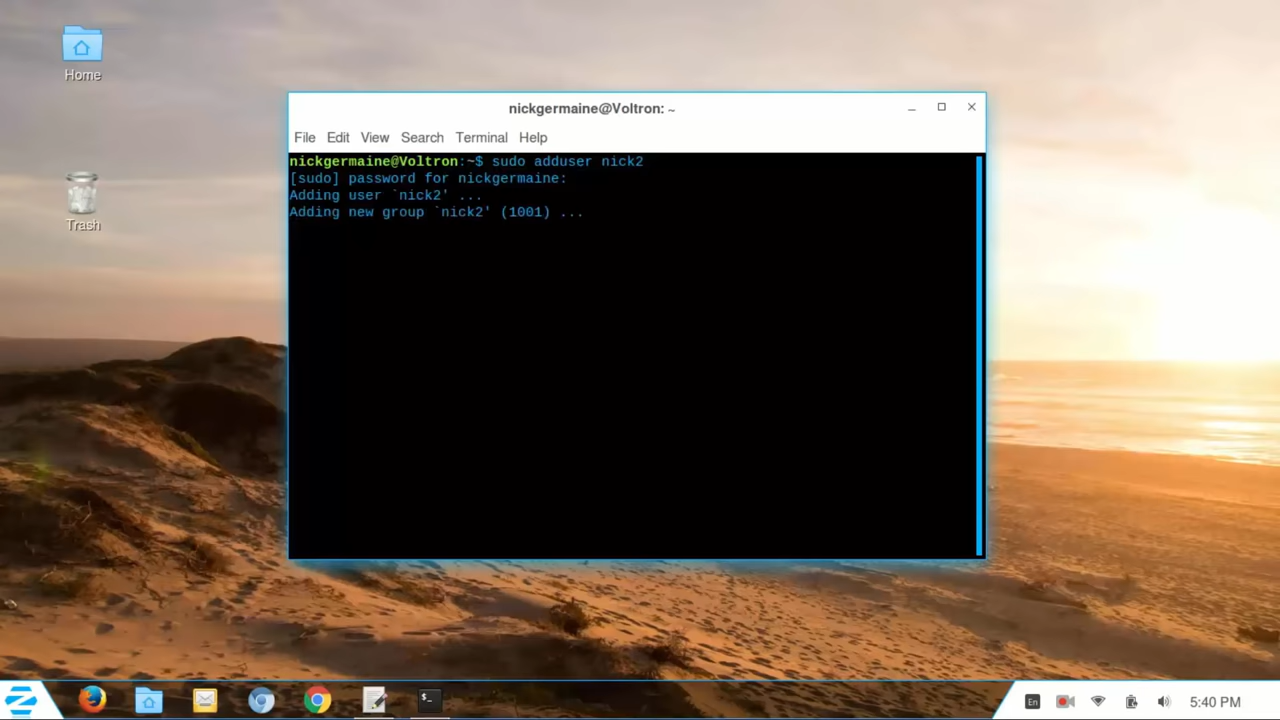 Home
Trash
nickgermaine@Voltron: ~
File Edit View Search Terminal Help
nickgermaine@Voltron:~$ sudo adduser nick2
[sudo] password for nickgermaine:
Adding user `nick2' ...
Adding new group `nick2' (1001) ...
$_
En
5:40 PM